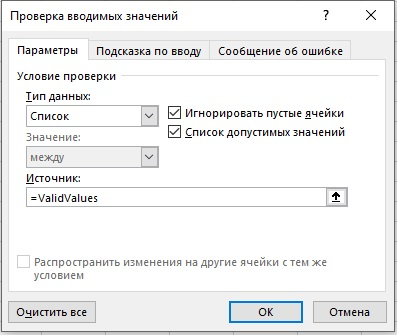 Проверка вводимых значений ? ×
Параметры Подсказка по вводу Сообщение об ошибке
Условие проверки
Тип данных:
Список Игнорировать пустые ячейки
Список допустимых значений
Значение:
между
Источник:
=ValidValues
Распространить изменения на другие ячейки с тем же
условием
Очистить все ОК Отмена